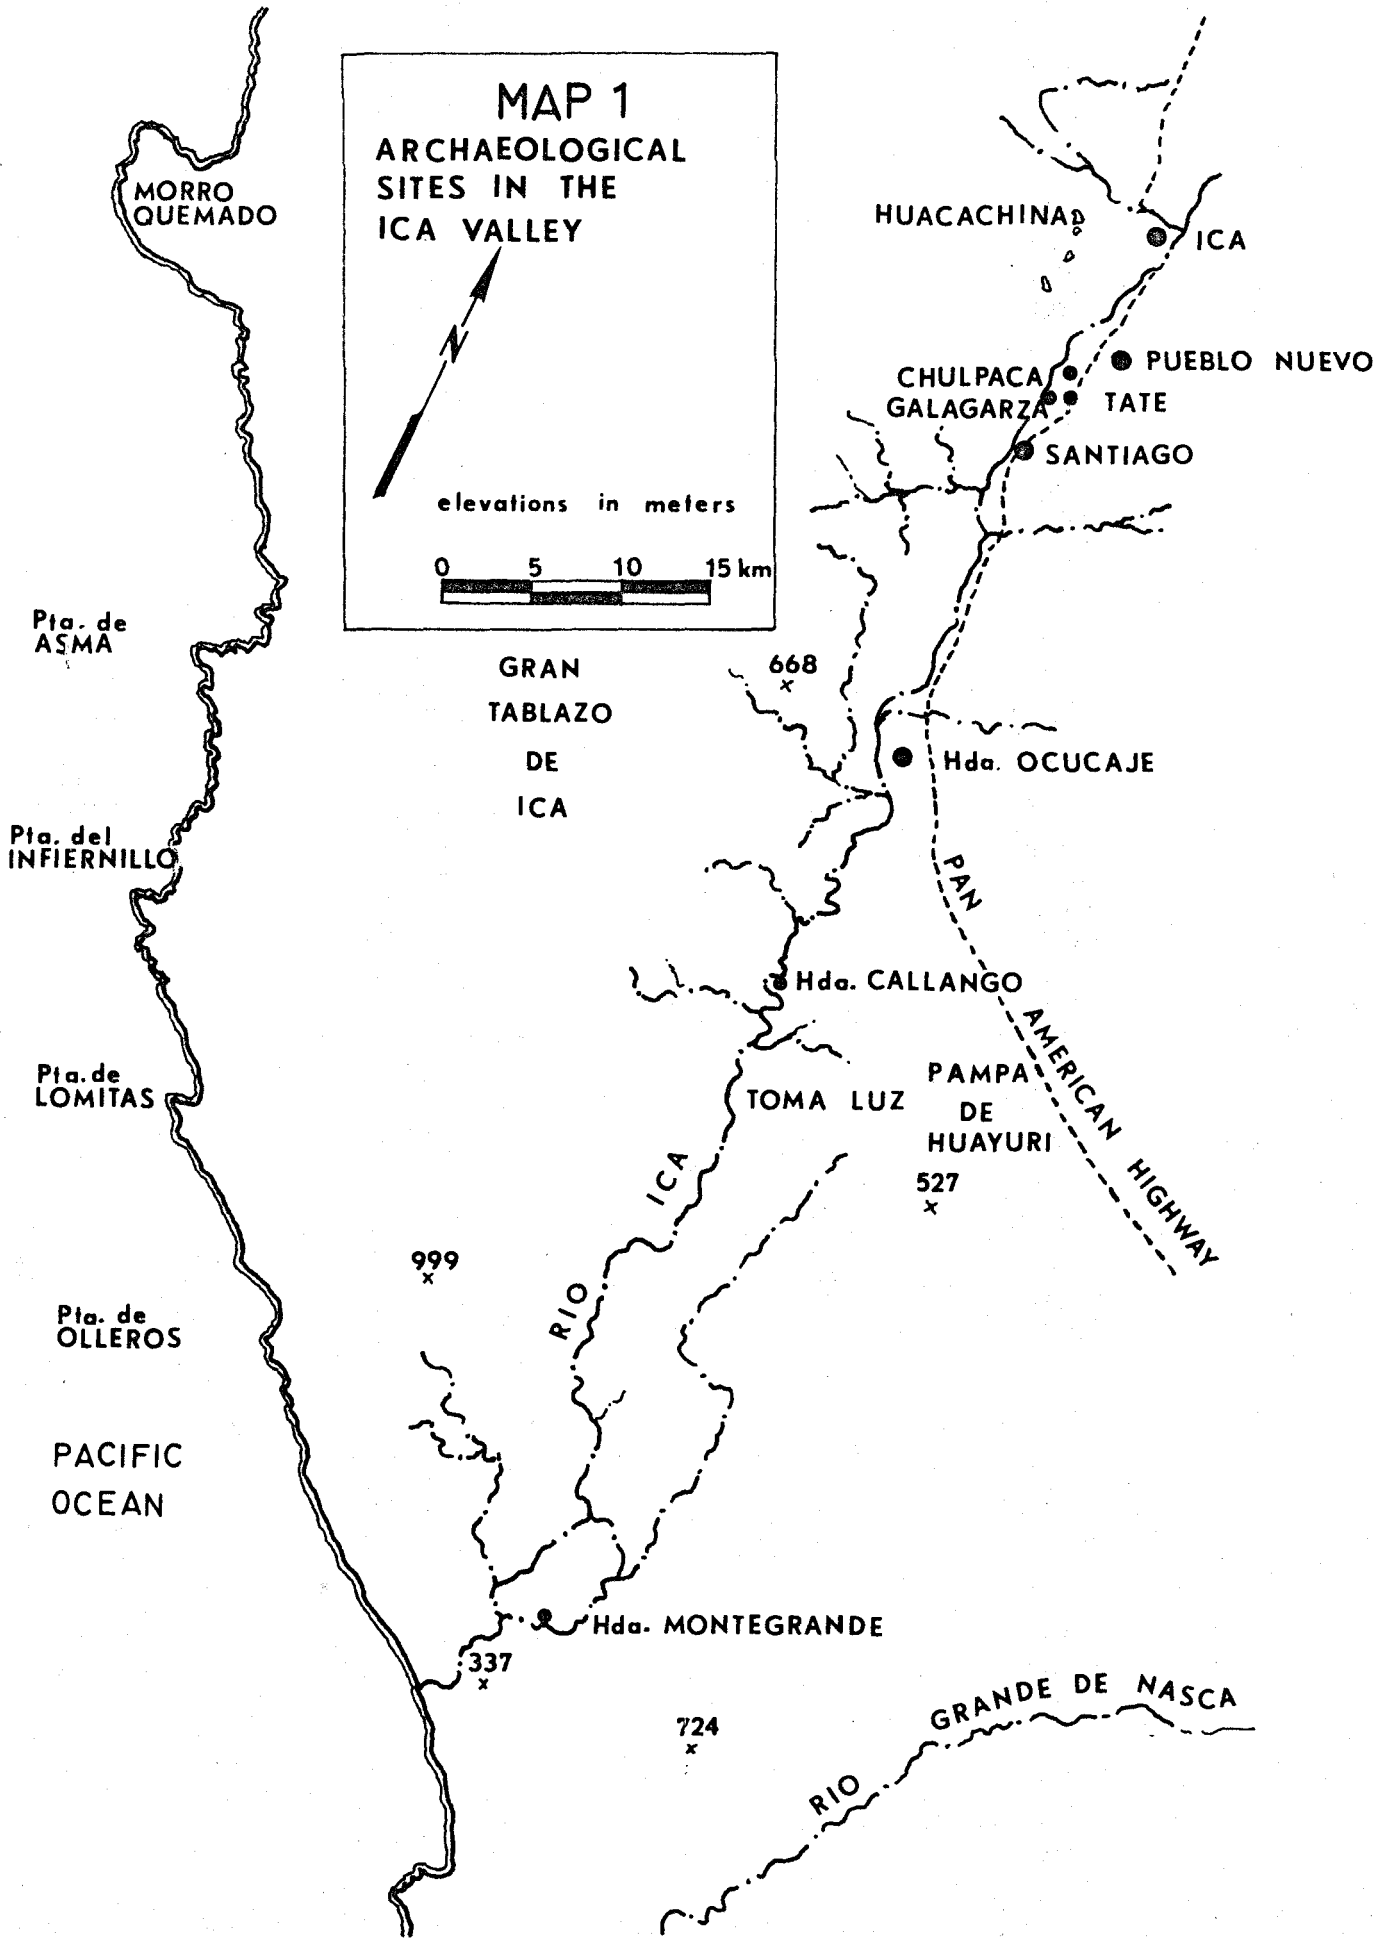 MAP 1
ARCHAEOLOGICAL
SITES IN THE
ICA VALLEY
N
elevations in meters
0 5 10 15 km
MORRO
QUEMADO
HUACACHINA
ICA
PUEBLO NUEVO
CHULPACA
GALAGARZA
TATE
SANTIAGO
Pta. de
ASMA
GRAN
TABLAZO
DE
ICA
668
Hda. OCUCAJE
Pta. del
INFIERNILLO
PAN AMERICAN HIGHWAY
Hda. CALLANGO
Pta. de
LOMITAS
TOMA LUZ
PAMPA
DE
HUAYURI
527
RIO ICA
999
Pta. de
OLLEROS
PACIFIC
OCEAN
Hda. MONTEGRANDE
337
724
RIO GRANDE DE NASCA